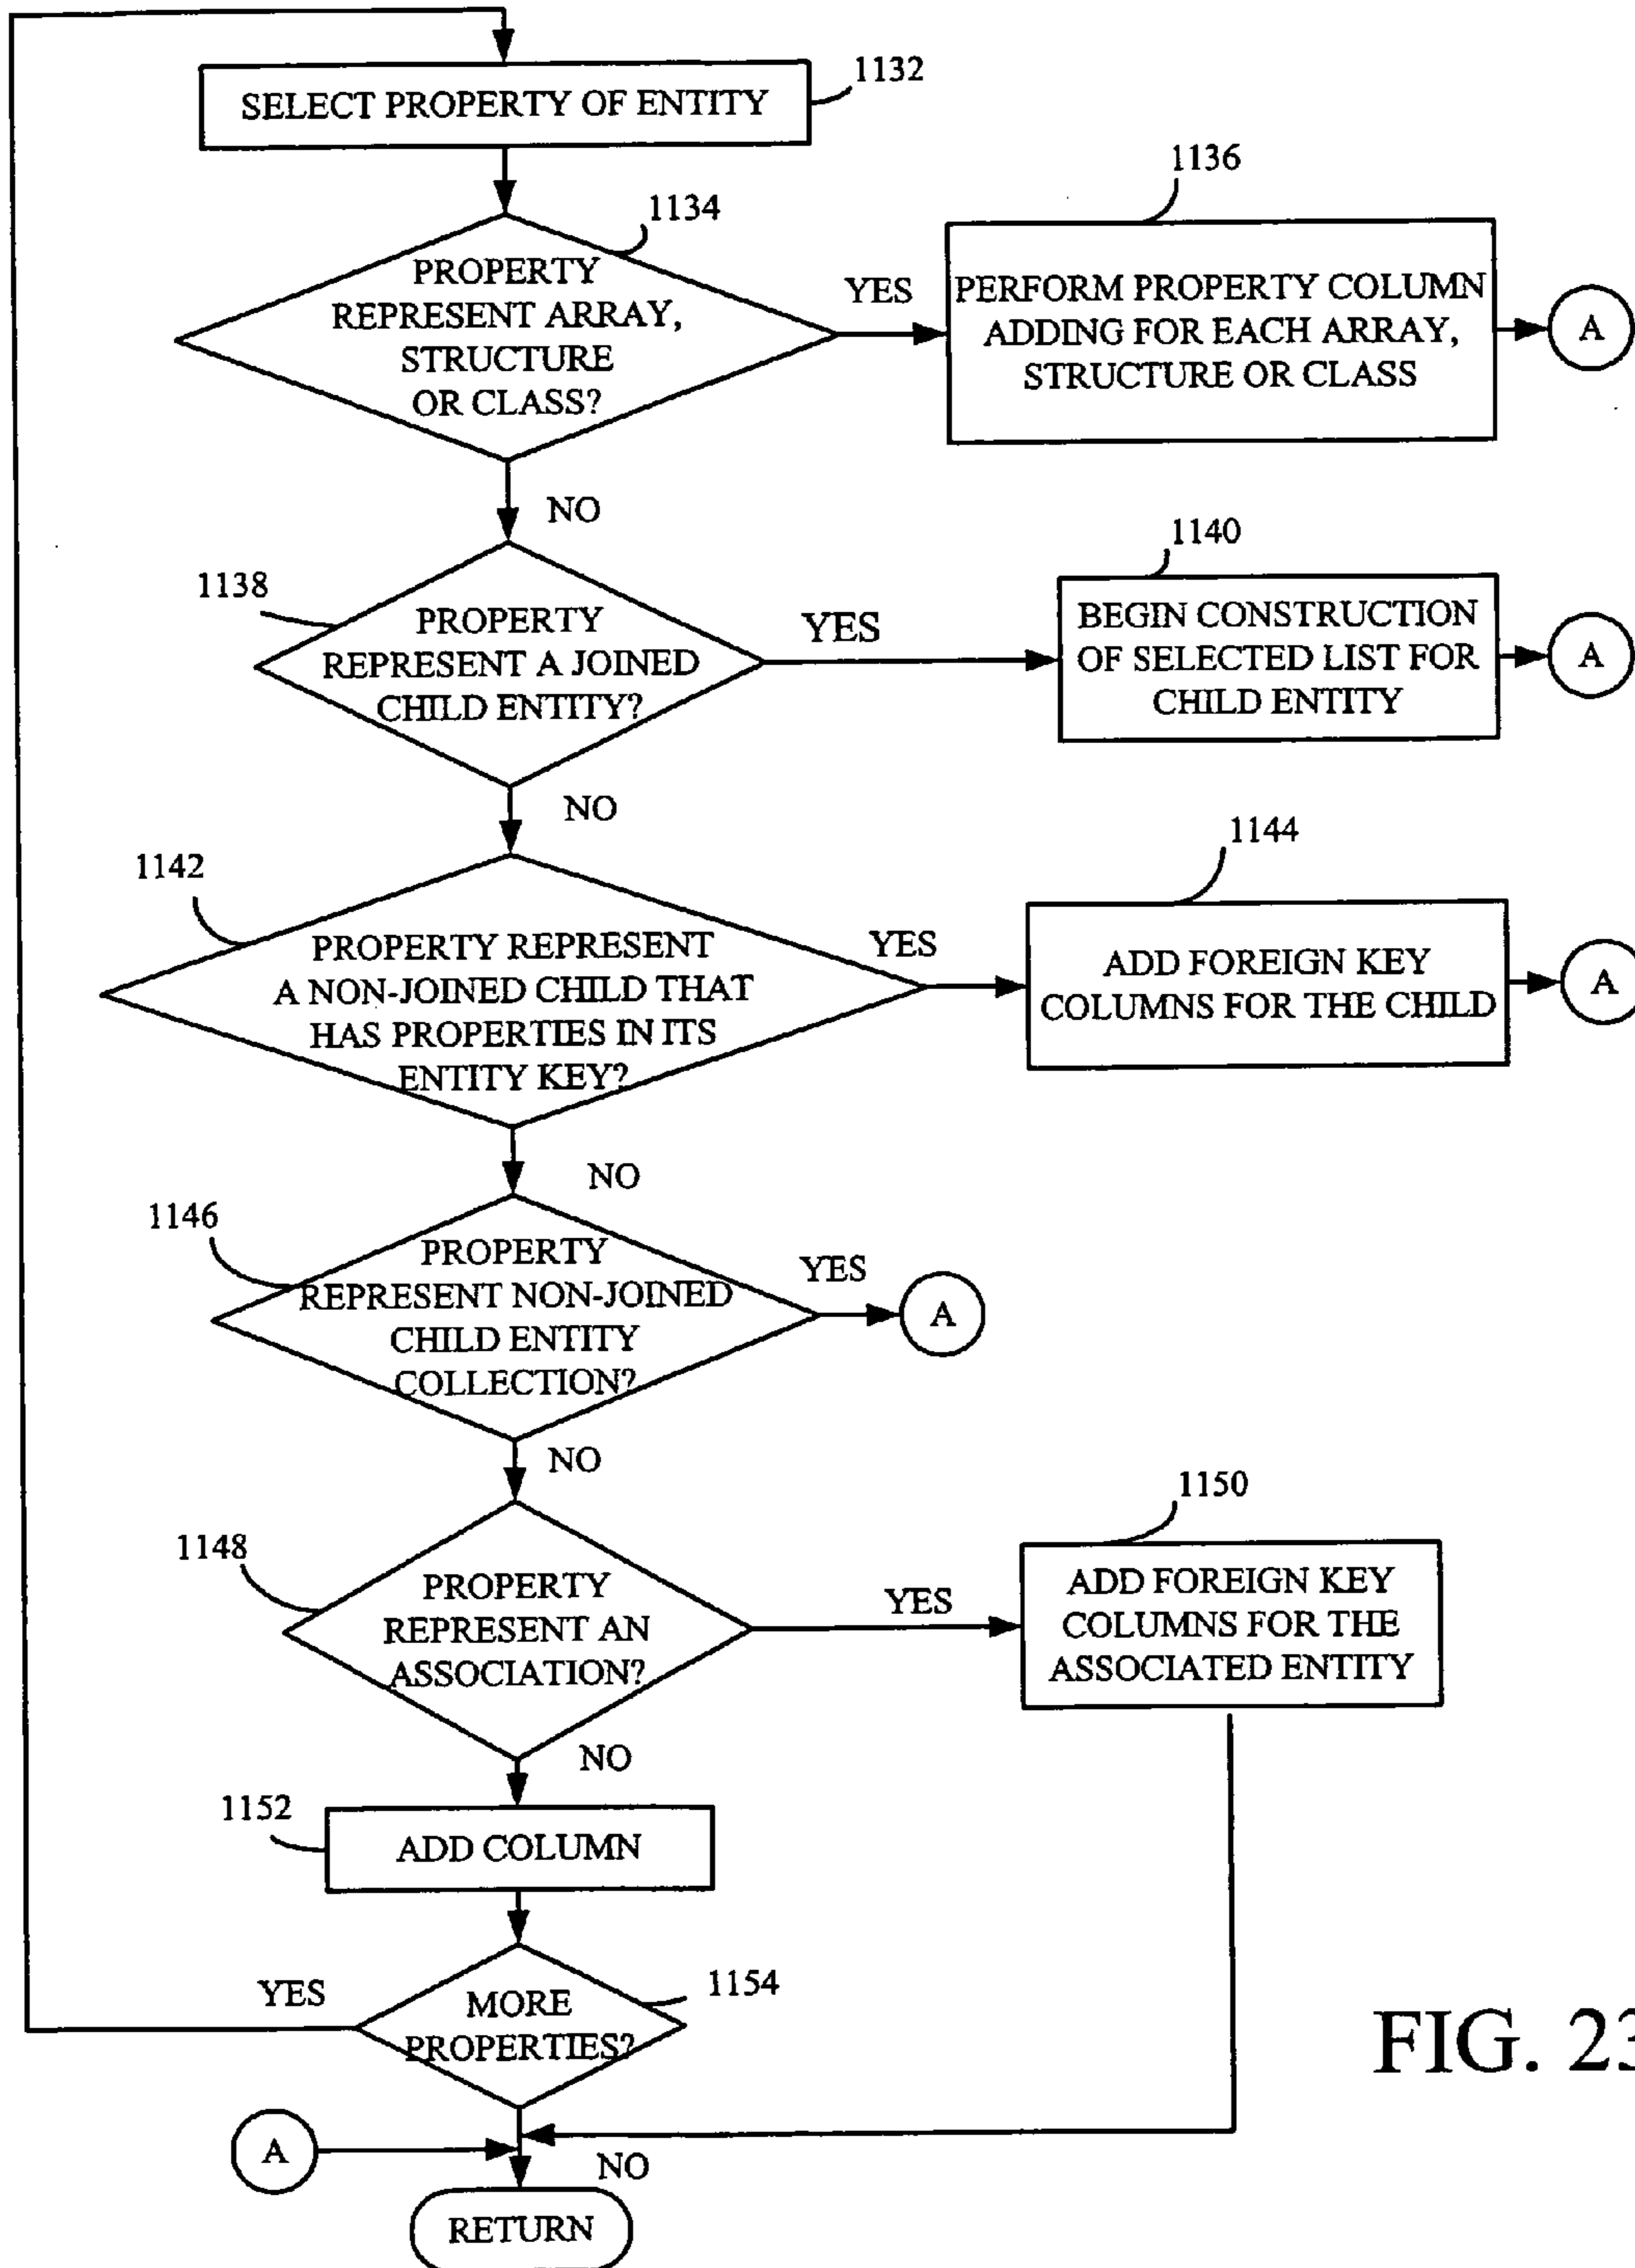 1132
SELECT PROPERTY OF ENTITY
1134
PROPERTY
REPRESENT ARRAY,
STRUCTURE
OR CLASS?
YES
1136
PERFORM PROPERTY COLUMN
ADDING FOR EACH ARRAY,
STRUCTURE OR CLASS
A
NO
1138
PROPERTY
REPRESENT A JOINED
CHILD ENTITY?
YES
1140
BEGIN CONSTRUCTION
OF SELECTED LIST FOR
CHILD ENTITY
A
NO
1142
PROPERTY REPRESENT
A NON-JOINED CHILD THAT
HAS PROPERTIES IN ITS
ENTITY KEY?
YES
1144
ADD FOREIGN KEY
COLUMNS FOR THE CHILD
A
NO
1146
PROPERTY
REPRESENT NON-JOINED
CHILD ENTITY
COLLECTION?
YES
A
NO
1148
PROPERTY
REPRESENT AN
ASSOCIATION?
YES
1150
ADD FOREIGN KEY
COLUMNS FOR THE
ASSOCIATED ENTITY
NO
1152
ADD COLUMN
YES
MORE
PROPERTIES?
1154
FIG. 23
A
NO
RETURN